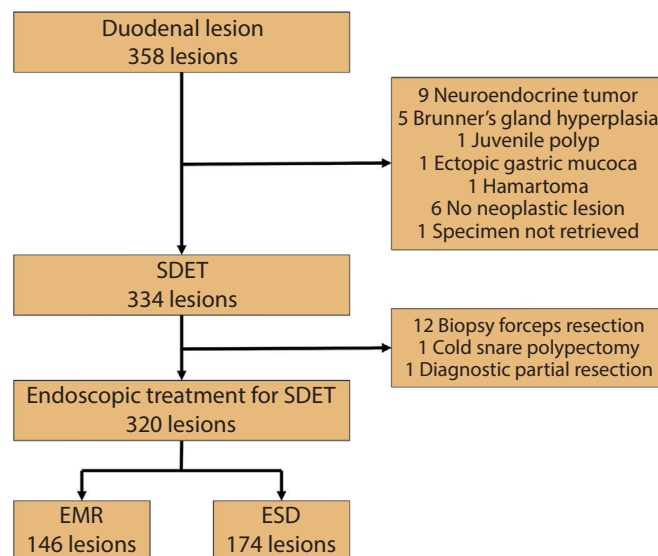 Duodenal lesion
358 lesions
9 Neuroendocrine tumor
5 Brunner's gland hyperplasia
1 Juvenile polyp
1 Ectopic gastric mucoca
1 Hamartoma
6 No neoplastic lesion
1 Specimen not retrieved
SDET
334 lesions
12 Biopsy forceps resection
1 Cold snare polypectomy
1 Diagnostic partial resection
Endoscopic treatment for SDET
320 lesions
EMR
146 lesions
ESD
174 lesions